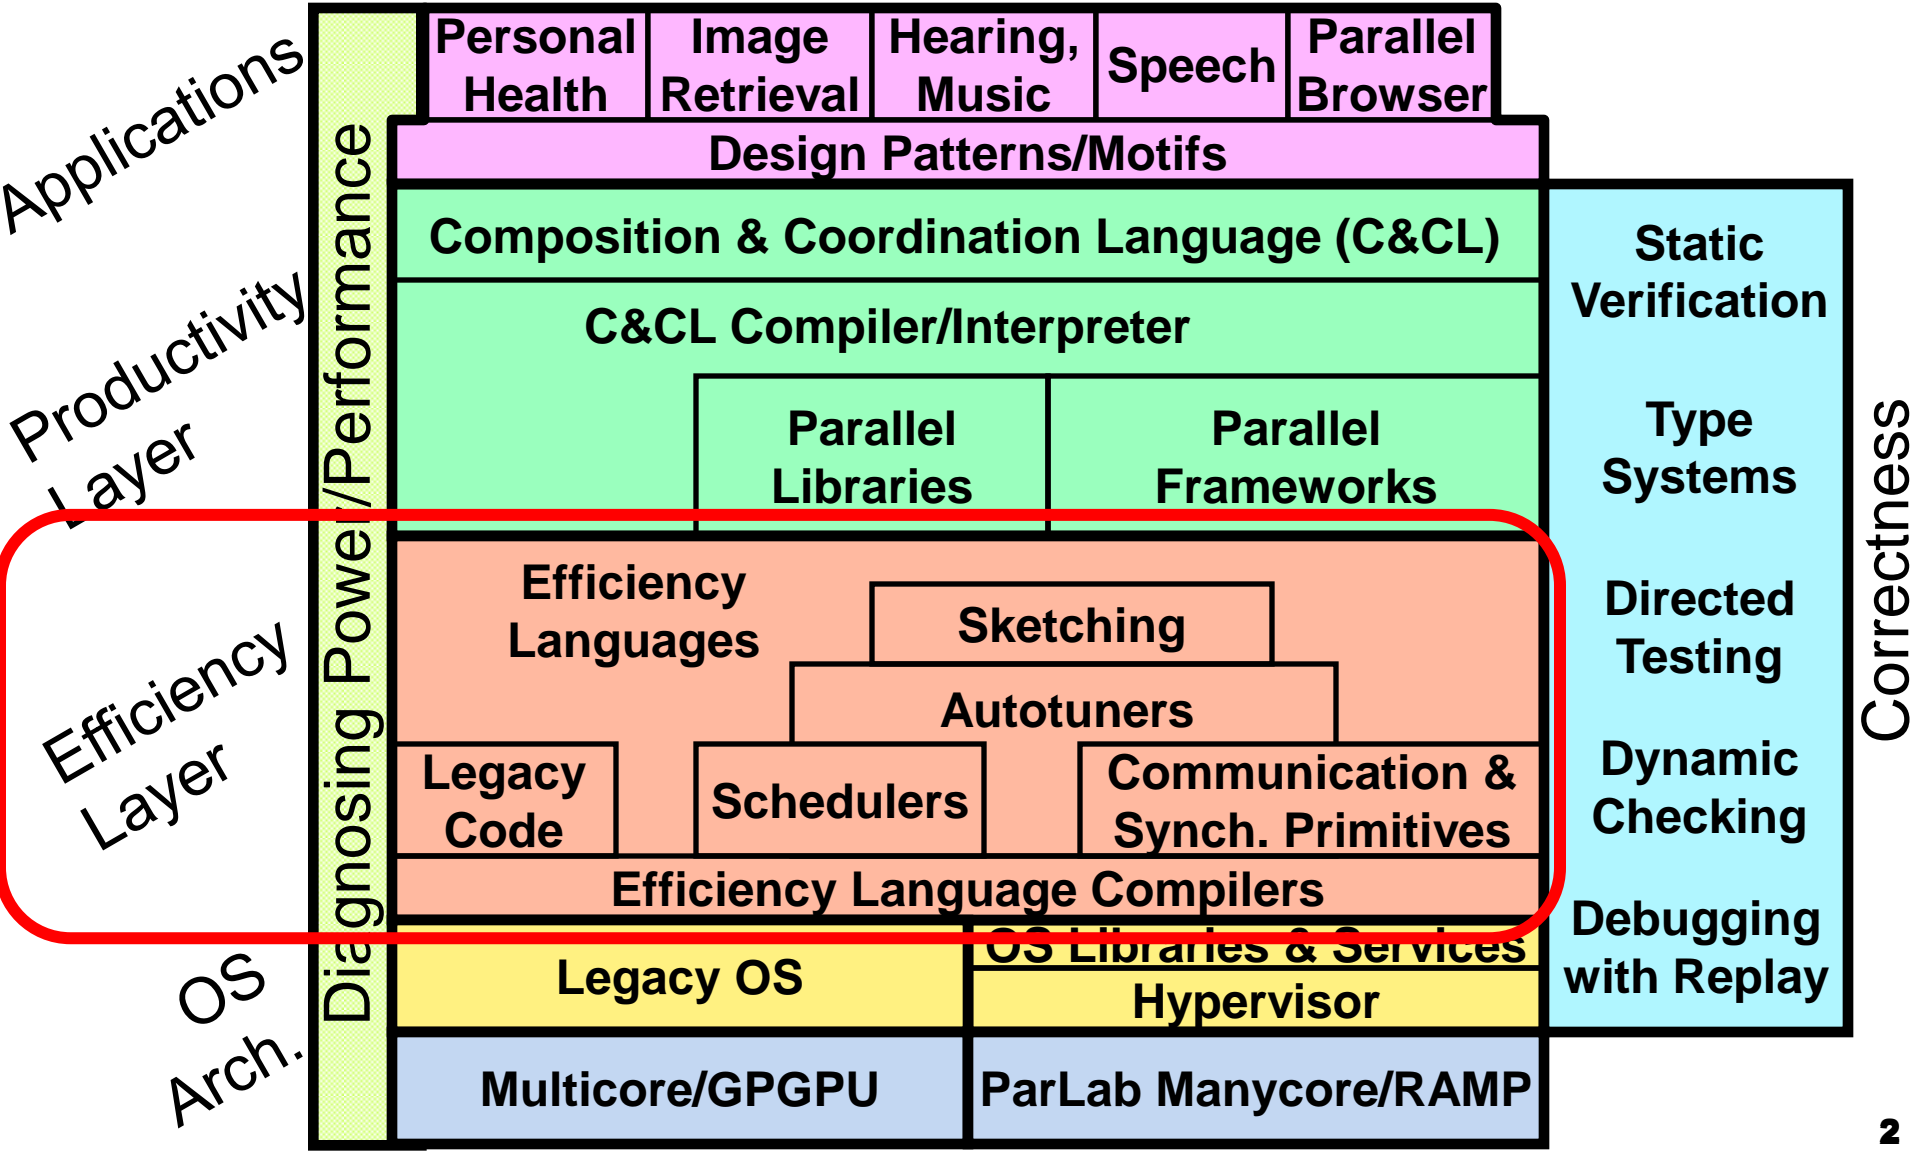 Applications
Personal
Health
Image
Retrieval
Hearing,
Music
Speech
Parallel
Browser
Design Patterns/Motifs
Productivity
Layer
Composition & Coordination Language (C&CL)
C&CL Compiler/Interpreter
Parallel
Libraries
Parallel
Frameworks
Efficiency
Layer
Efficiency
Languages
Sketching
Autotuners
Legacy
Code
Schedulers
Communication &
Synch. Primitives
Efficiency Language Compilers
OS
Legacy OS
OS Libraries & Services
Hypervisor
Arch.
Multicore/GPGPU
ParLab Manycore/RAMP
Diagnosing Power/Performance
Static
Verification
Type
Systems
Directed
Testing
Dynamic
Checking
Debugging
with Replay
Correctness
2